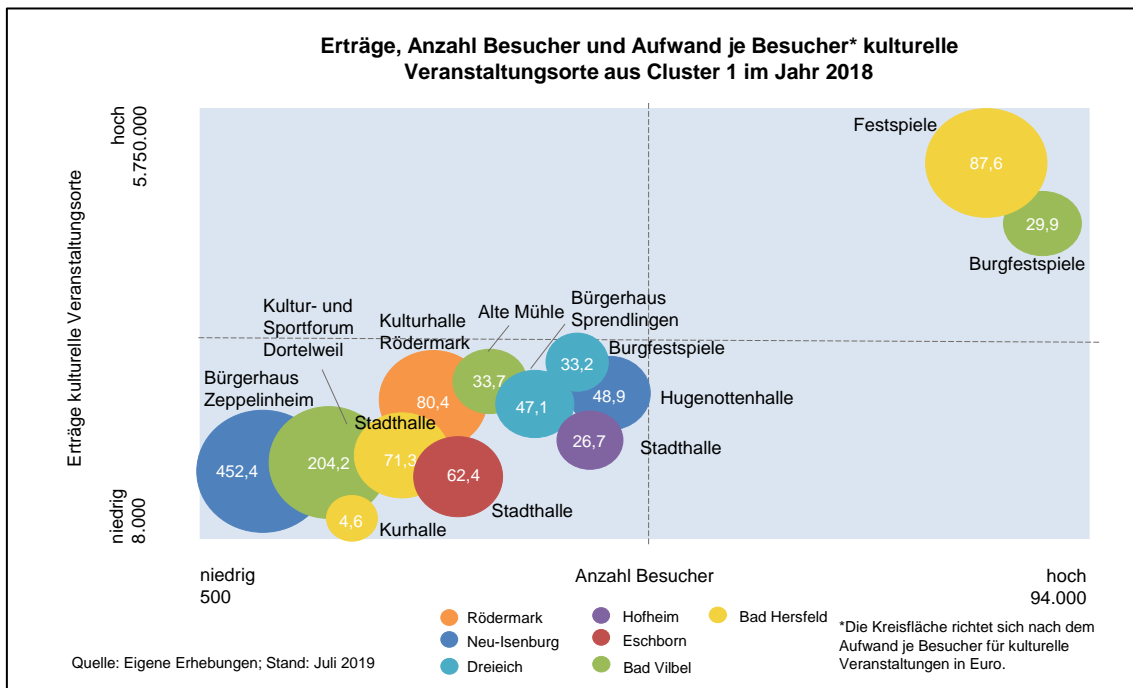 Erträge, Anzahl Besucher und Aufwand je Besucher* kulturelle
Veranstaltungsorte aus Cluster 1 im Jahr 2018
hoch
5.750.000
Erträge kulturelle Veranstaltungsorte
niedrig
8.000
Festspiele
87,6
29,9
Burgfestspiele
Kultur- und
Sportforum
Dortelweil
Kulturhalle
Rödermark
Alte Mühle
Bürgerhaus
Sprendlingen
Burgfestspiele
Bürgerhaus
Zeppelinheim
33,2
33,7
80,4
47,1
48,9
Hugenottenhalle
Stadthalle
26,7
Stadthalle
452,4
204,2
71,3
62,4
Stadthalle
4,6
Kurhalle
niedrig
500
Anzahl Besucher
hoch
94.000
Rödermark
Neu-Isenburg
Dreieich
Hofheim
Eschborn
Bad Vilbel
Bad Hersfeld
*Die Kreisfläche richtet sich nach dem
Aufwand je Besucher für kulturelle
Veranstaltungen in Euro.
Quelle: Eigene Erhebungen; Stand: Juli 2019